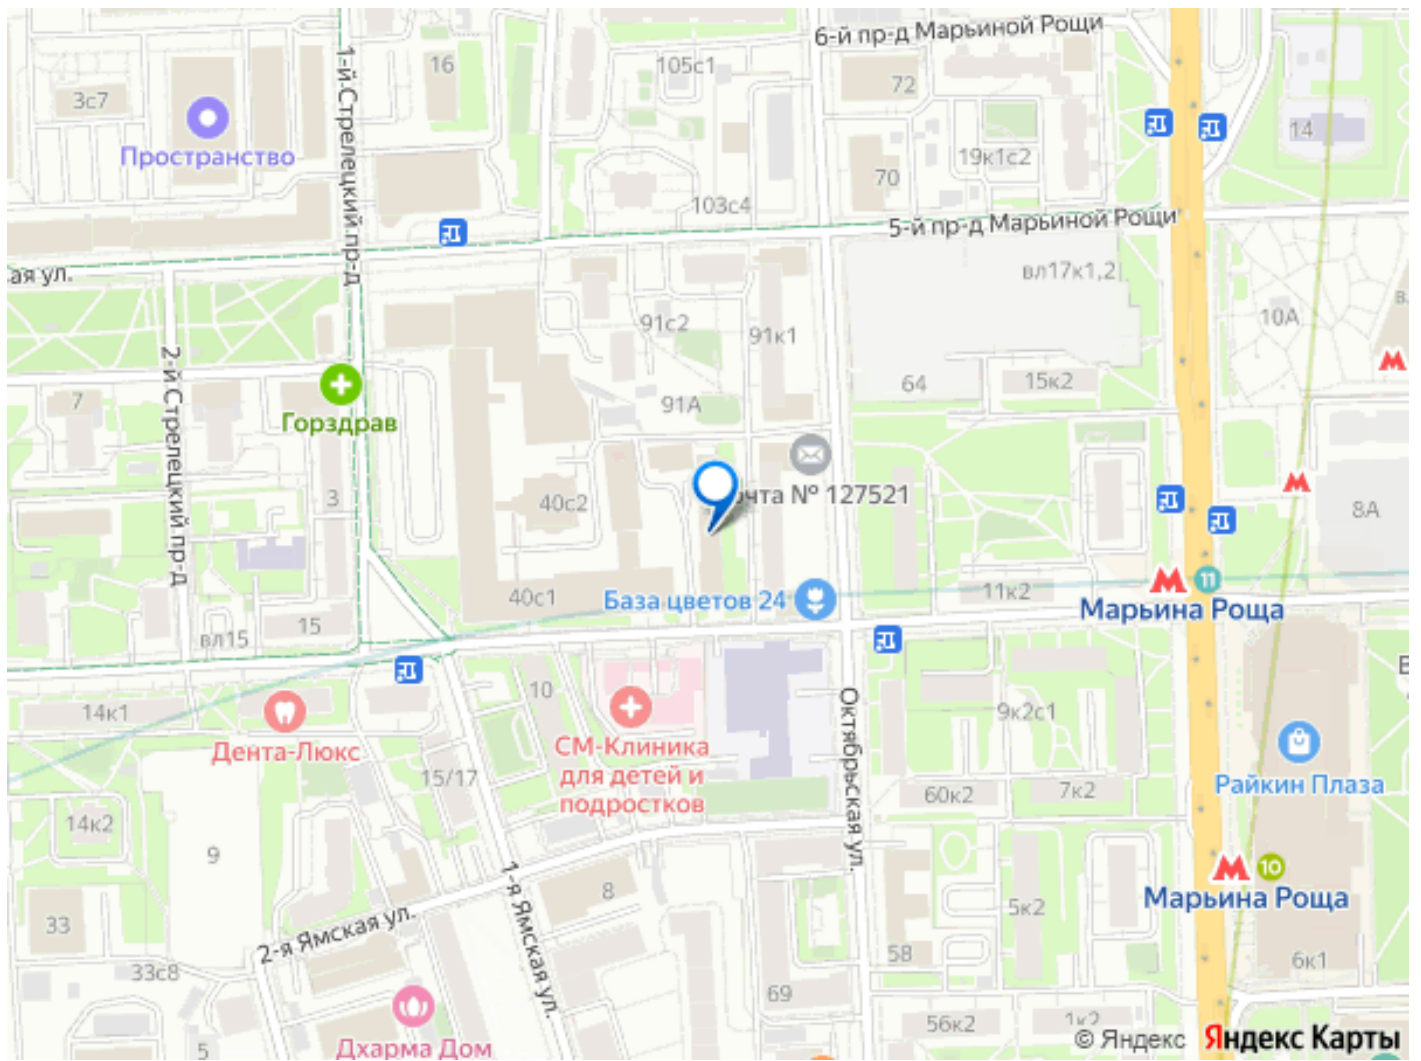 6-й пр-д Марьиной Рощи
16
105с1
72
3с7
1-й Стрелецкий пр-д
14
Пространство
19к1с2
70
103с4
5-й пр-д Марьиной Рощи
ая ул.
вл17к1,2
10А
в.
91с2
91к1
2-й Стрелецкий пр-д
64
15к2
7
91А
Горздрав
3
40с2
чта № 127521
8А
11
База цветов 24
11к2
Марьина Роща
40с1
15
вл15
10
В
14к1
9к2с1
Октябрьская ул.
Дента-Люкс
СМ-Клиника
для детей и
подростков
15/17
Райкин Плаза
60к2
7к2
14к2
9
10
8
1-я Ямская ул.
Марьина Роща
5к2
33
2-я Ямская ул.
58
33с8
6к1
69
56к2
1к2
5
Дхарма Дом
© Яндекс Яндекс Карты